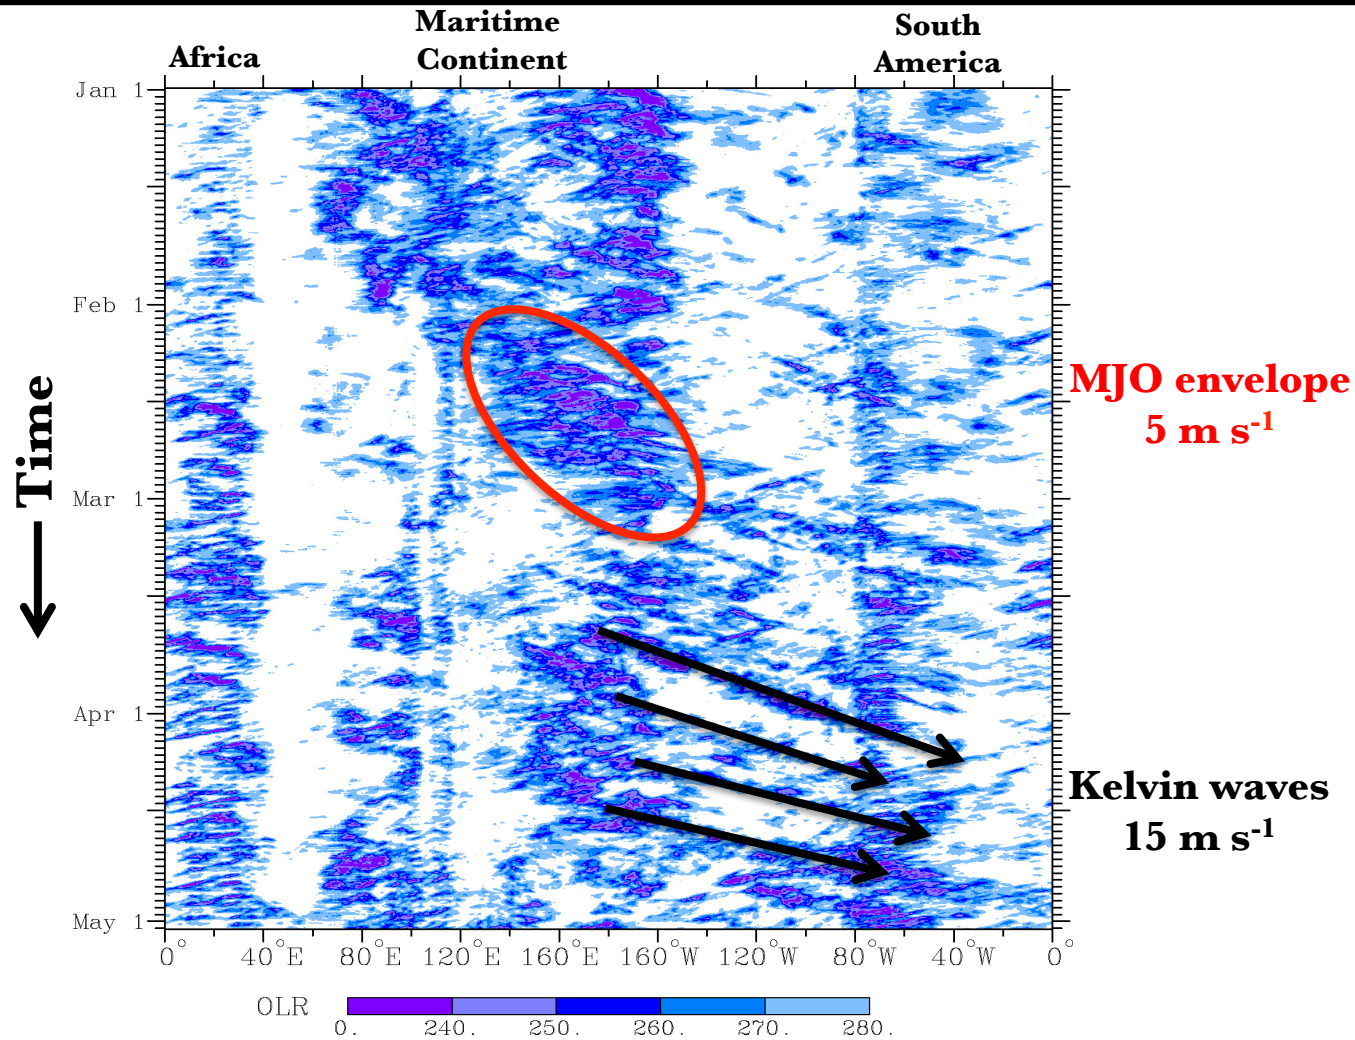 Maritime
Continent
Africa
South
America
Jan 1
Feb 1
Mar 1
Apr 1
May 1
Time
MJO envelope
5 m s-1
Kelvin waves
15 m s-1
0° 40°E 80°E 120°E 160°E 160°W 120°W 80°W 40°W 0°
OLR
0. 240. 250. 260. 270. 280.